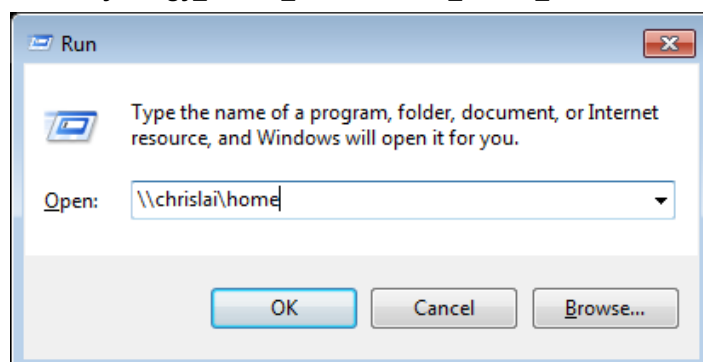 Run
Type the name of a program, folder, document, or Internet
resource, and Windows will open it for you.
Open: \\chrislai\home
OK Cancel Browse...